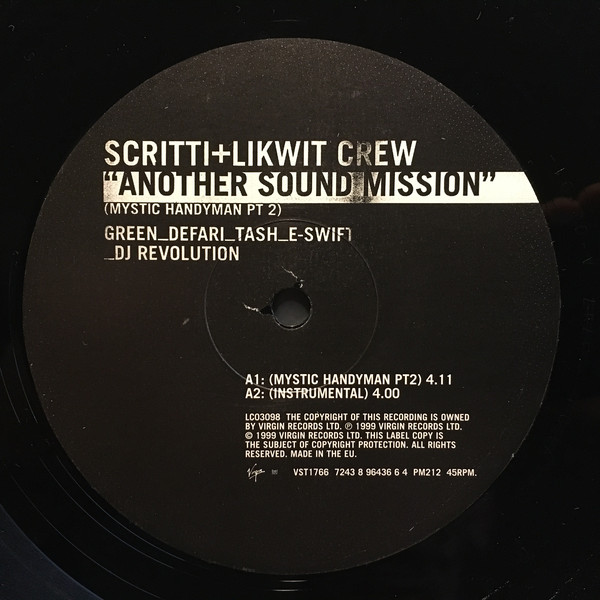 SCRITTI+LIKWIT CREW
"ANOTHER SOUND MISSION"
(MYSTIC HANDYMAN PT 2)
GREEN_DEFARI_TASH_E-SWIFT
_DJ REVOLUTION
A1: (MYSTIC HANDYMAN PT2) 4.11
A2: (INSTRUMENTAL) 4.00
LC03098 THE COPYRIGHT OF THIS RECORDING IS OWNED
BY VIRGIN RECORDS LTD. ℗ 1999 VIRGIN RECORDS LTD.
© 1999 VIRGIN RECORDS LTD. THIS LABEL COPY IS
THE SUBJECT OF COPYRIGHT PROTECTION. ALL RIGHTS
RESERVED. MADE IN THE EU.
Virgin VST1766 7243 8 96436 6 4 PM212 45RPM.